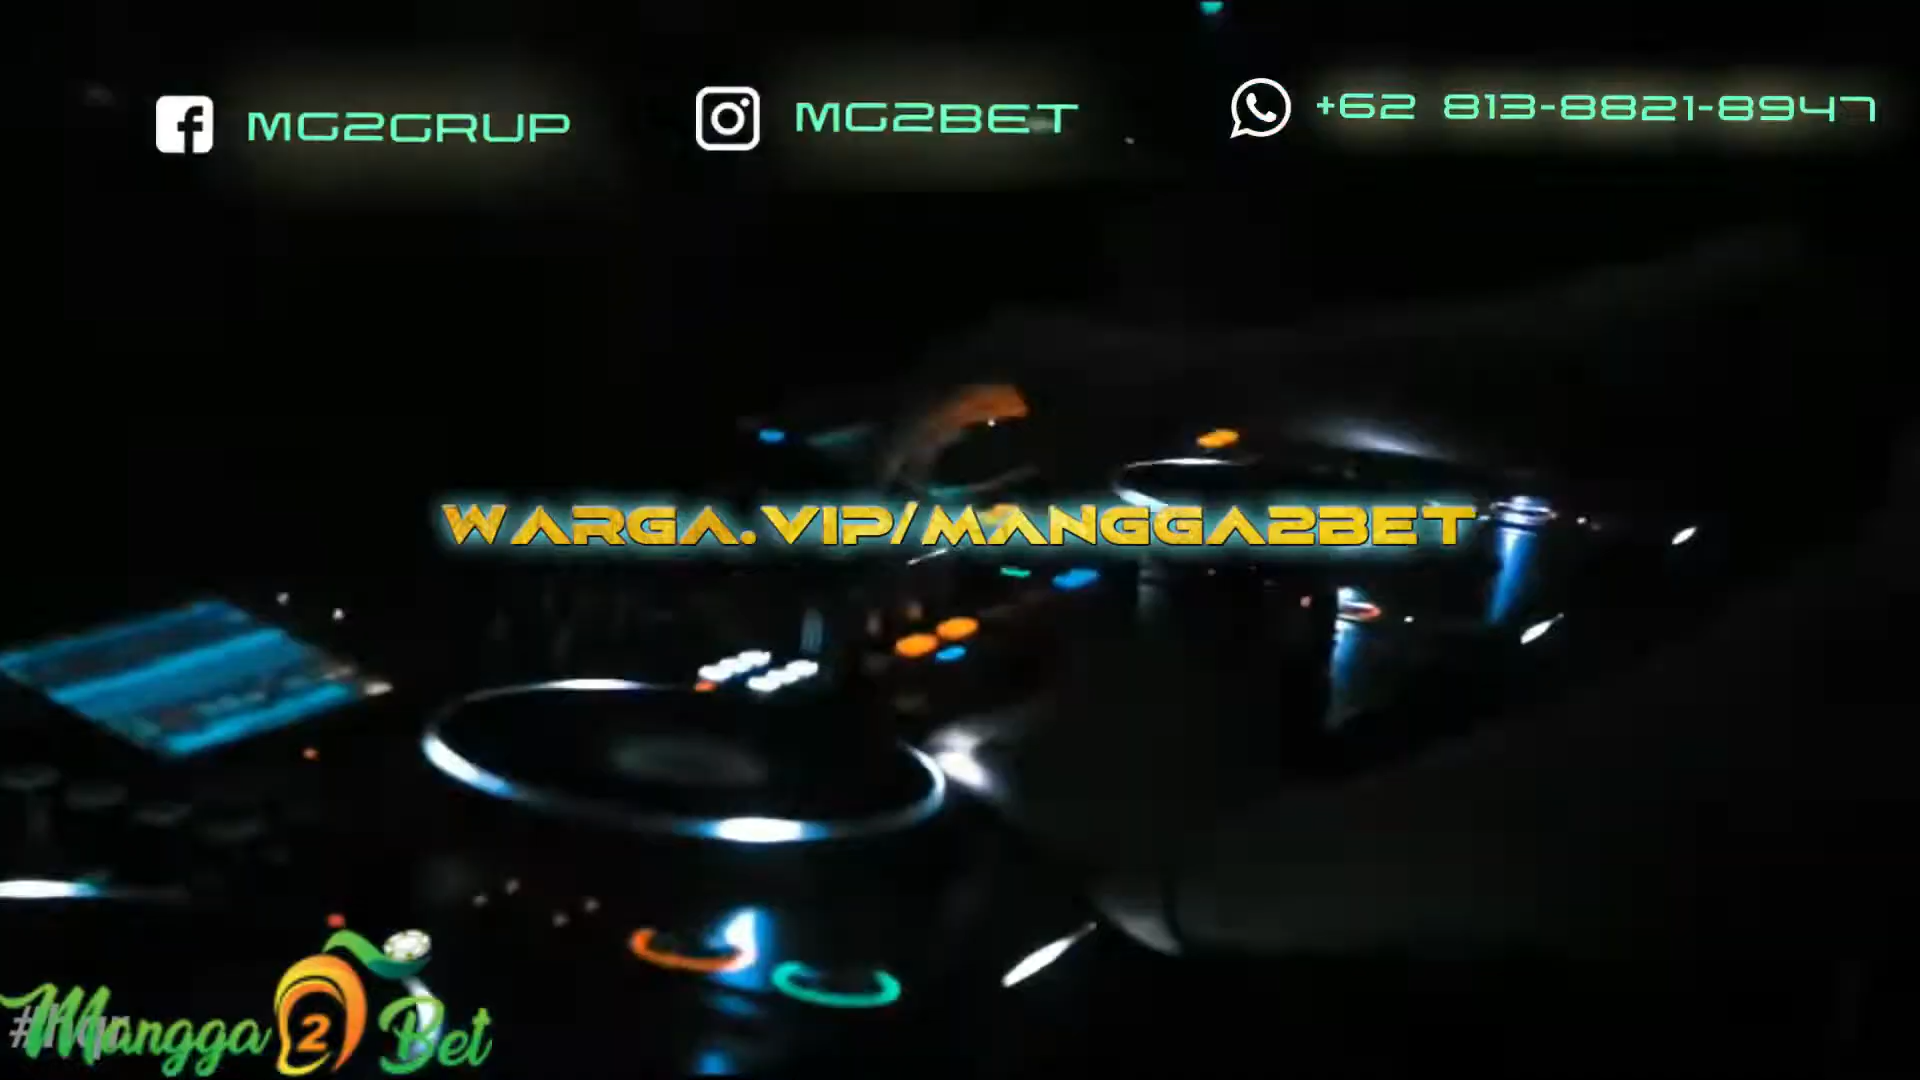 MG2GRUP
MG2BET
+62 813-8821-8947
WARGA.VIP/MANGGA2BET
Mangga 2 Bet